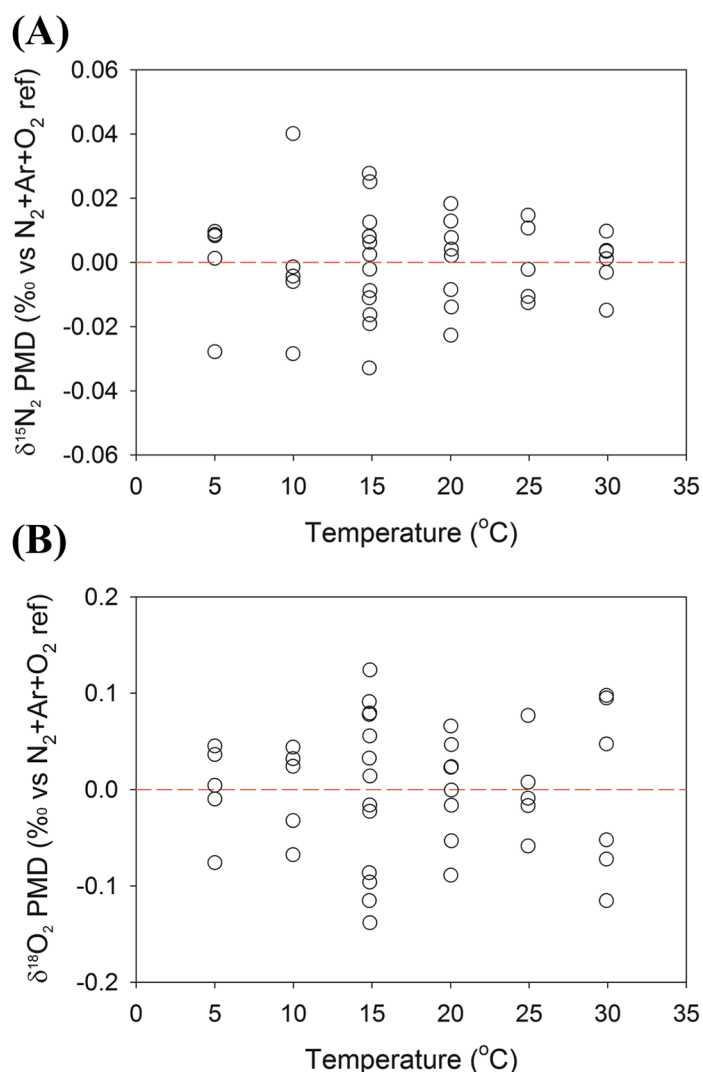 (A)
δ¹⁵N₂ PMD (‰ vs N₂+Ar+O₂ ref)
0.06
0.04
0.02
0.00
-0.02
-0.04
-0.06
0 5 10 15 20 25 30 35
Temperature (°C)
(B)
δ¹⁸O₂ PMD (‰ vs N₂+Ar+O₂ ref)
0.2
0.1
0.0
-0.1
-0.2
0 5 10 15 20 25 30 35
Temperature (°C)